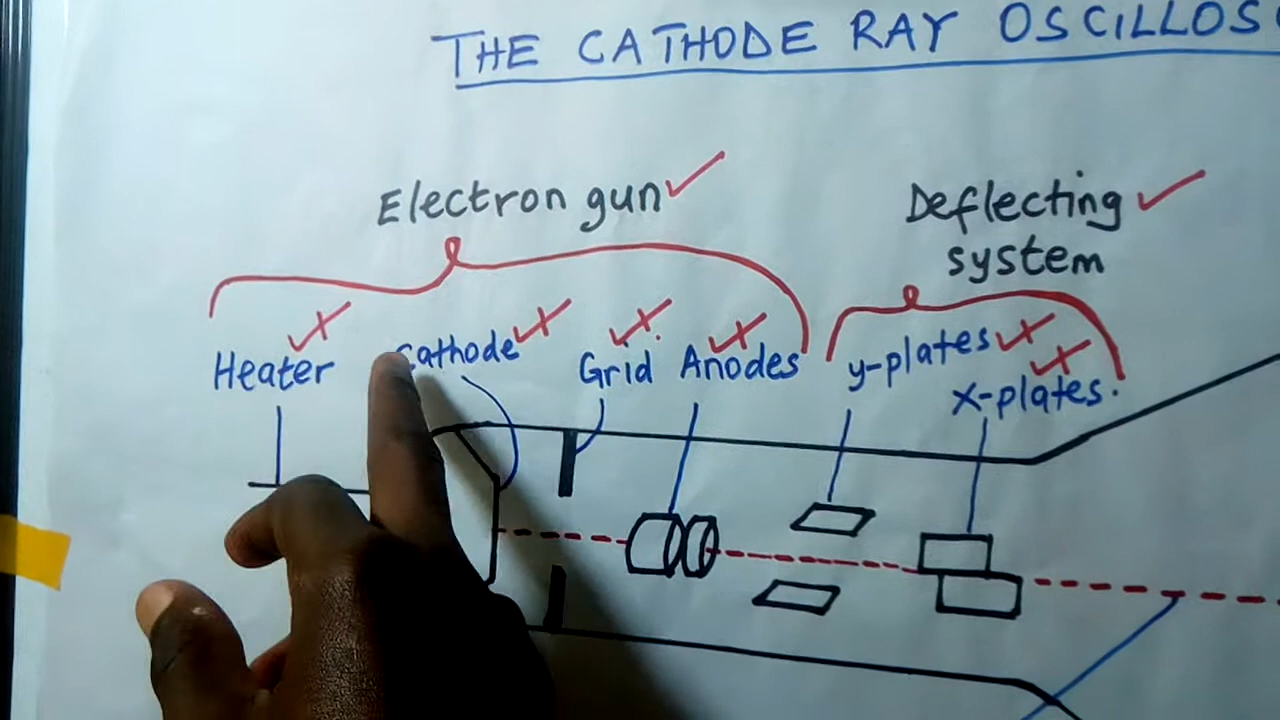 THE CATHODE RAY OSCILLOS
Electron gun
Deflecting
system
Heater
Cathode
Grid
Anodes
y-plates
X-plates.